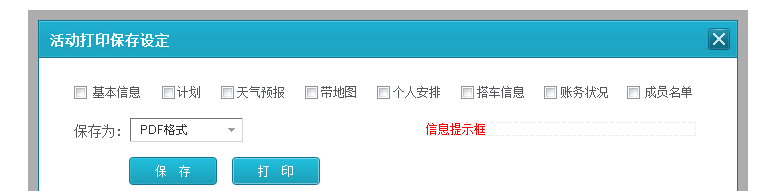 活动打印保存设定
基本信息 计划 天气预报 带地图 个人安排 搭车信息 账务状况 成员名单
保存为: PDF格式 信息提示框
保 存 打 印